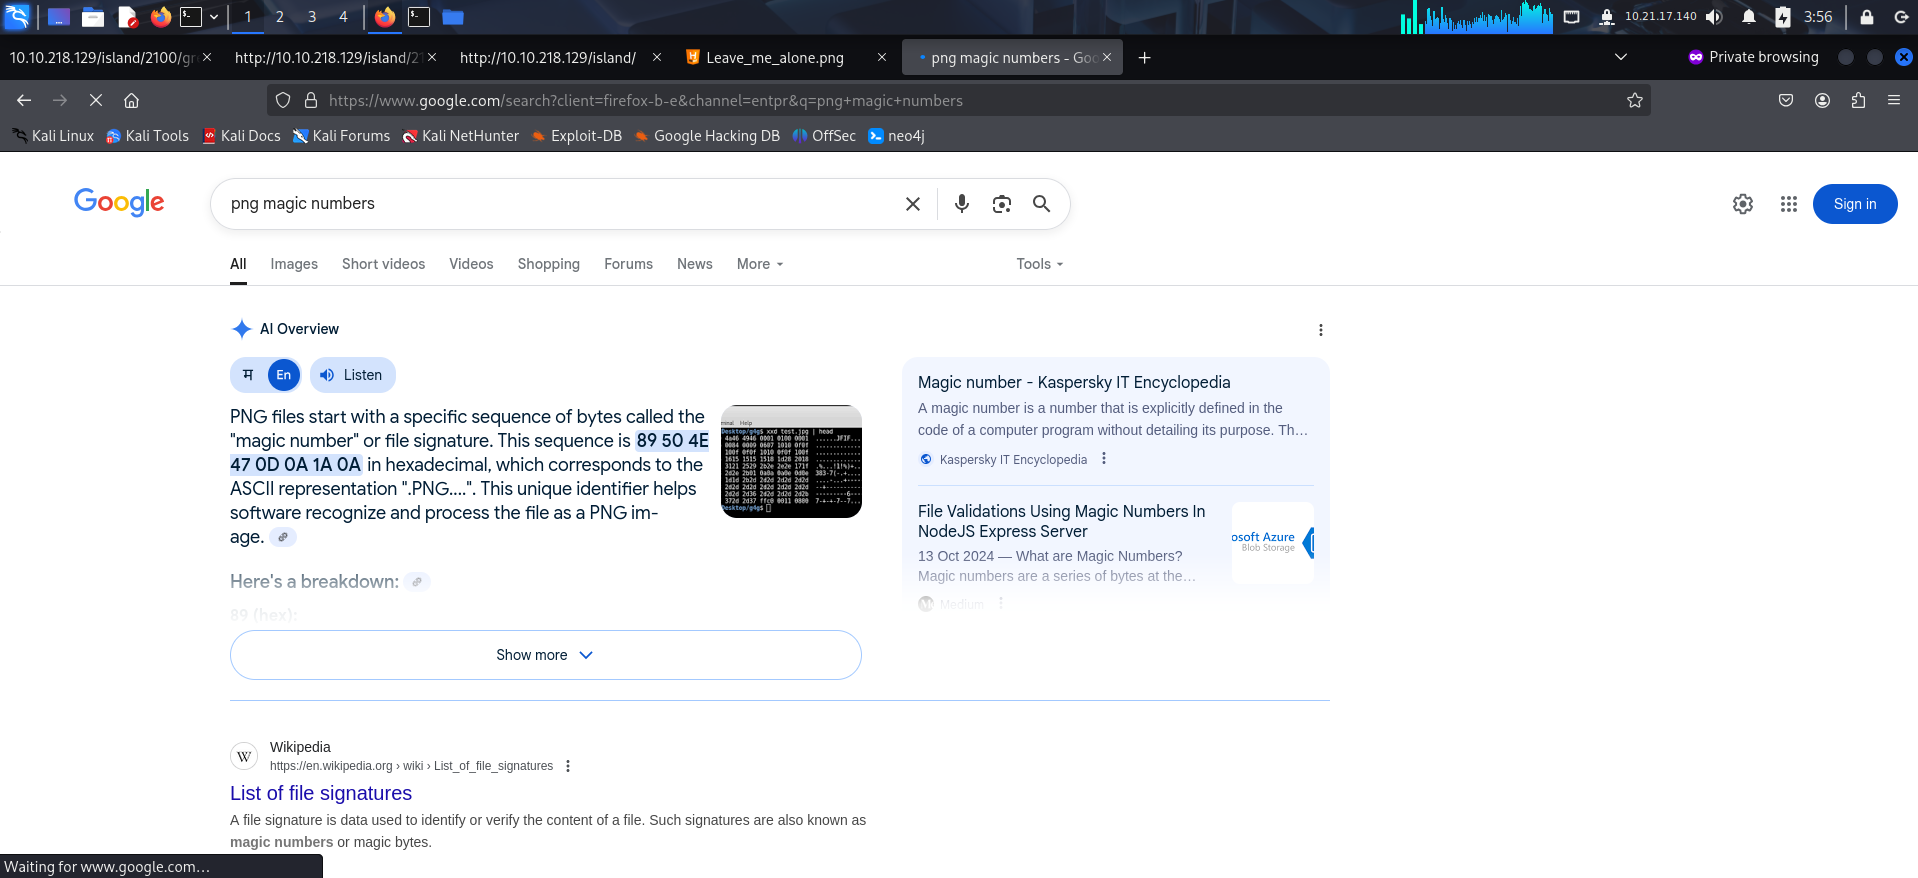 1 2 3 4 10.21.17.140 3:56
10.10.218.129/island/2100/gr http://10.10.218.129/island/21 http://10.10.218.129/island/ Leave_me_alone.png png magic numbers - Goo Private browsing
https://www.google.com/search?client=firefox-b-e&channel=entpr&q=png+magic+numbers
Kali Linux Kali Tools Kali Docs Kali Forums Kali NetHunter Exploit-DB Google Hacking DB OffSec neo4j
Google png magic numbers Sign in
All Images Short videos Videos Shopping Forums News More Tools
AI Overview
म En Listen
PNG files start with a specific sequence of bytes called the
"magic number" or file signature. This sequence is 89 50 4E
47 0D 0A 1A 0A in hexadecimal, which corresponds to the
ASCII representation ".PNG....". This unique identifier helps
software recognize and process the file as a PNG im-
age.
Here's a breakdown:
89 (hex):
Show more
Magic number - Kaspersky IT Encyclopedia
A magic number is a number that is explicitly defined in the
code of a computer program without detailing its purpose. Th...
Kaspersky IT Encyclopedia
File Validations Using Magic Numbers In
NodeJS Express Server
13 Oct 2024 — What are Magic Numbers?
Magic numbers are a series of bytes at the...
Medium
osoft Azure
Blob Storage
W Wikipedia
https://en.wikipedia.org › wiki › List_of_file_signatures
List of file signatures
A file signature is data used to identify or verify the content of a file. Such signatures are also known as
magic numbers or magic bytes.
Waiting for www.google.com...